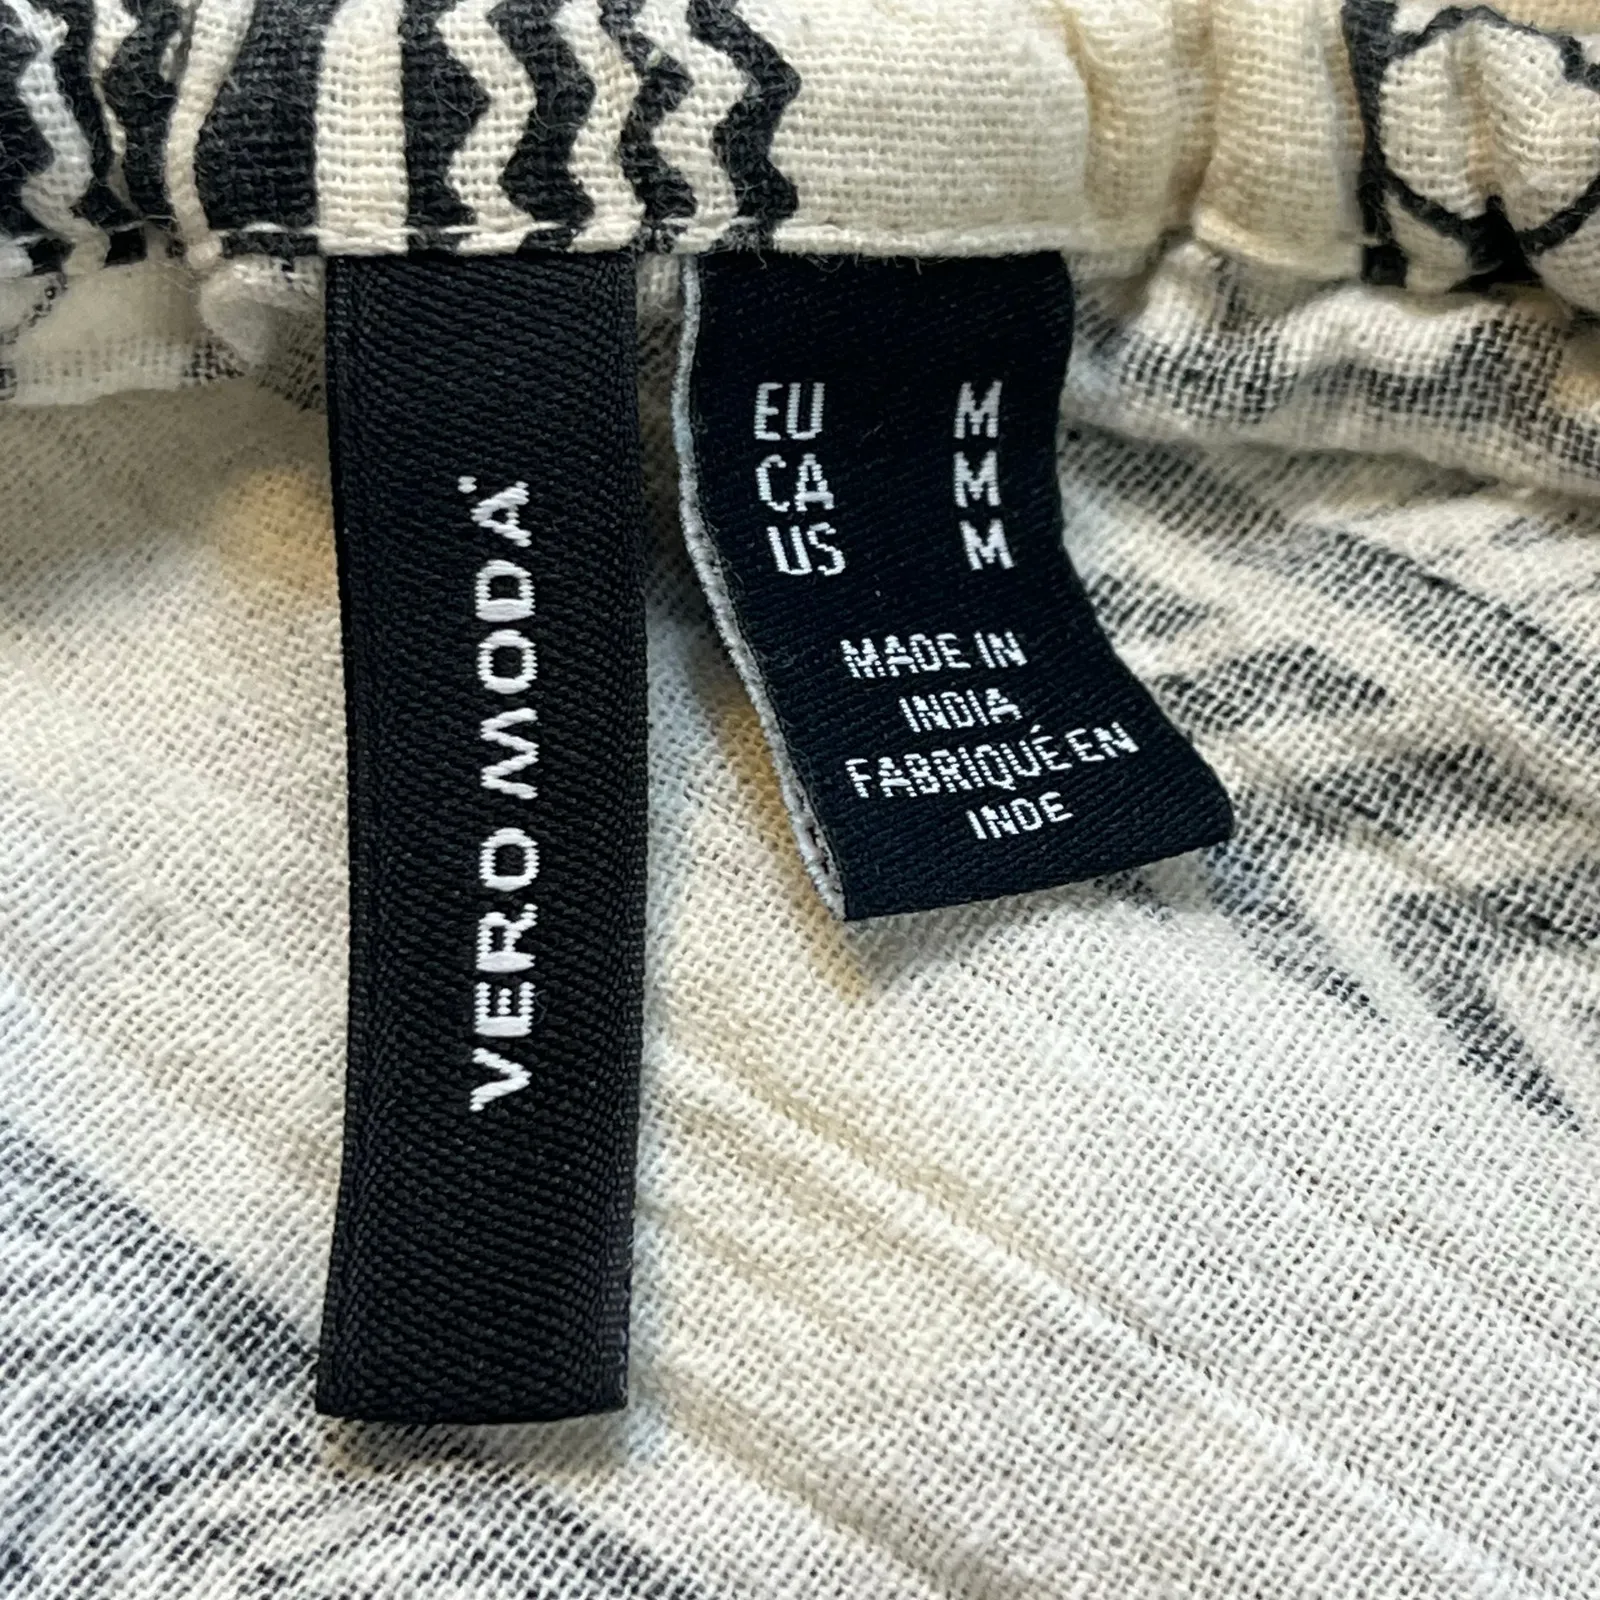 VERO MODA
EU M
CA M
US M
MADE IN
INDIA
FABRIQUÉ EN
INDE